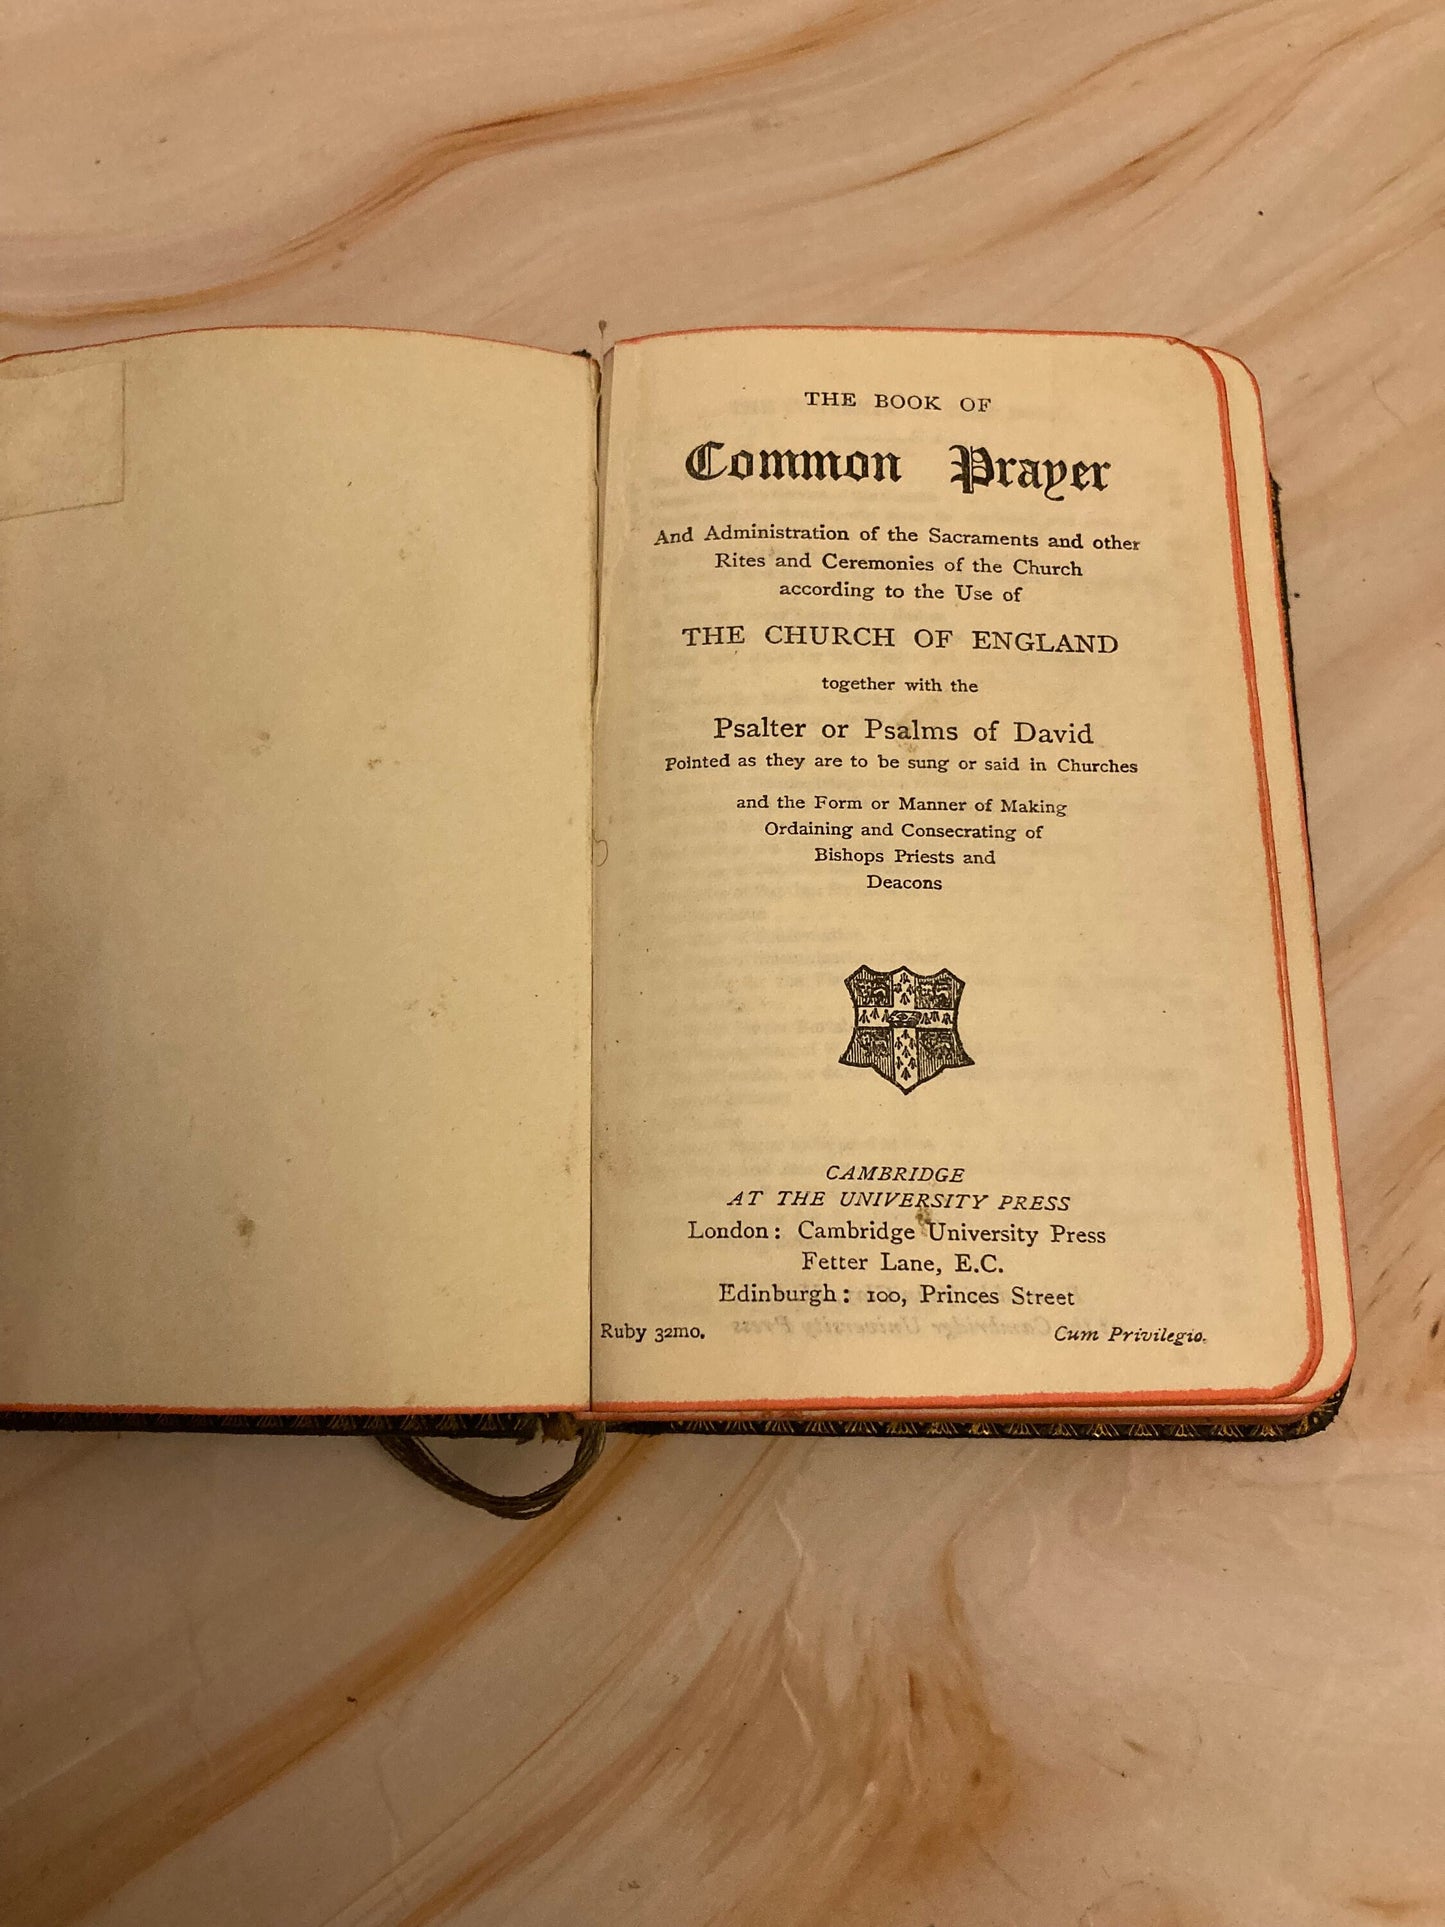 THE BOOK OF
Common Prayer
And Administration of the Sacraments and other
Rites and Ceremonies of the Church
according to the Use of
THE CHURCH OF ENGLAND
together with the
Psalter or Psalms of David
Pointed as they are to be sung or said in Churches
and the Form or Manner of Making
Ordaining and Consecrating of
Bishops Priests and
Deacons
CAMBRIDGE
AT THE UNIVERSITY PRESS
London: Cambridge University Press
Fetter Lane, E.C.
Edinburgh: 100, Princes Street
Ruby 32mo. Cum Privilegio.